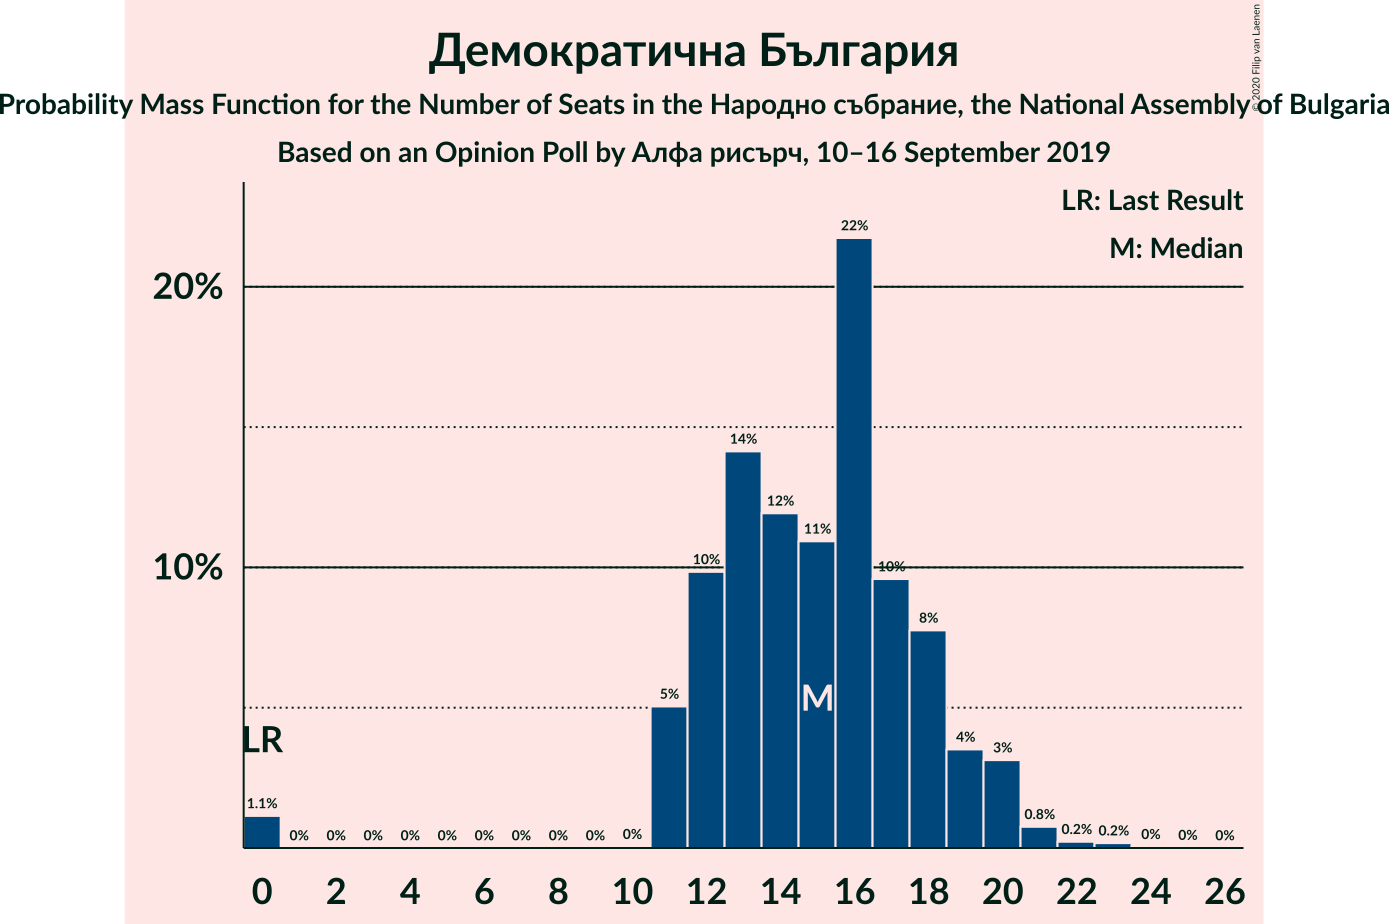 Демократична България
Probability Mass Function for the Number of Seats in the Народно събрание, the National Assembly of Bulgaria
Based on an Opinion Poll by Алфа рисърч, 10–16 September 2019
© 2020 Filip van Laenen
LR: Last Result
M: Median
20%
10%
22%
14%
12%
11%
10%
10%
8%
5%
M
LR
4%
3%
1.1%
0% 0% 0% 0% 0% 0% 0% 0% 0% 0%
0.8%
0.2% 0.2% 0% 0% 0%
0 2 4 6 8 10 12 14 16 18 20 22 24 26